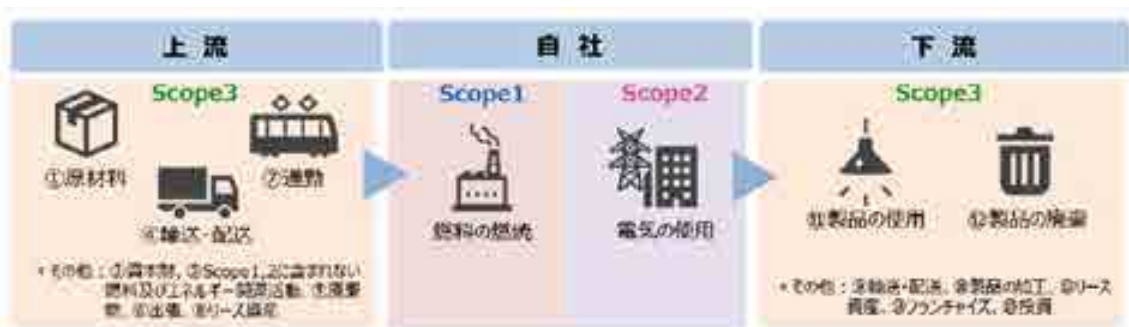 上流
自社
下流
Scope3
①原材料
⑦通勤
④輸送・配送
＊その他：②資本財、③Scope1,2に含まれない
燃料及びエネルギー関連活動、⑤廃棄
物、⑥出張、⑧リース資産
Scope1
燃料の燃焼
Scope2
電気の使用
Scope3
⑪製品の使用
⑫製品の廃棄
＊その他：⑨輸送・配送、⑩製品の加工、⑬リース
資産、⑭フランチャイズ、⑮投資